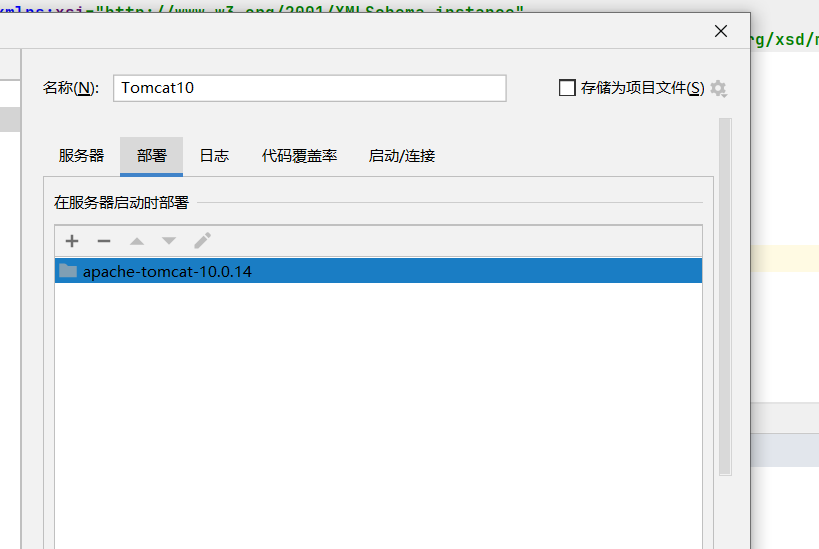 xmlns:xsi="http://www.w3.org/2001/XMLSchema-instance"
rg/xsd/m
名称(N): Tomcat10 存储为项目文件(S)
服务器 部署 日志 代码覆盖率 启动/连接
在服务器启动时部署
apache-tomcat-10.0.14